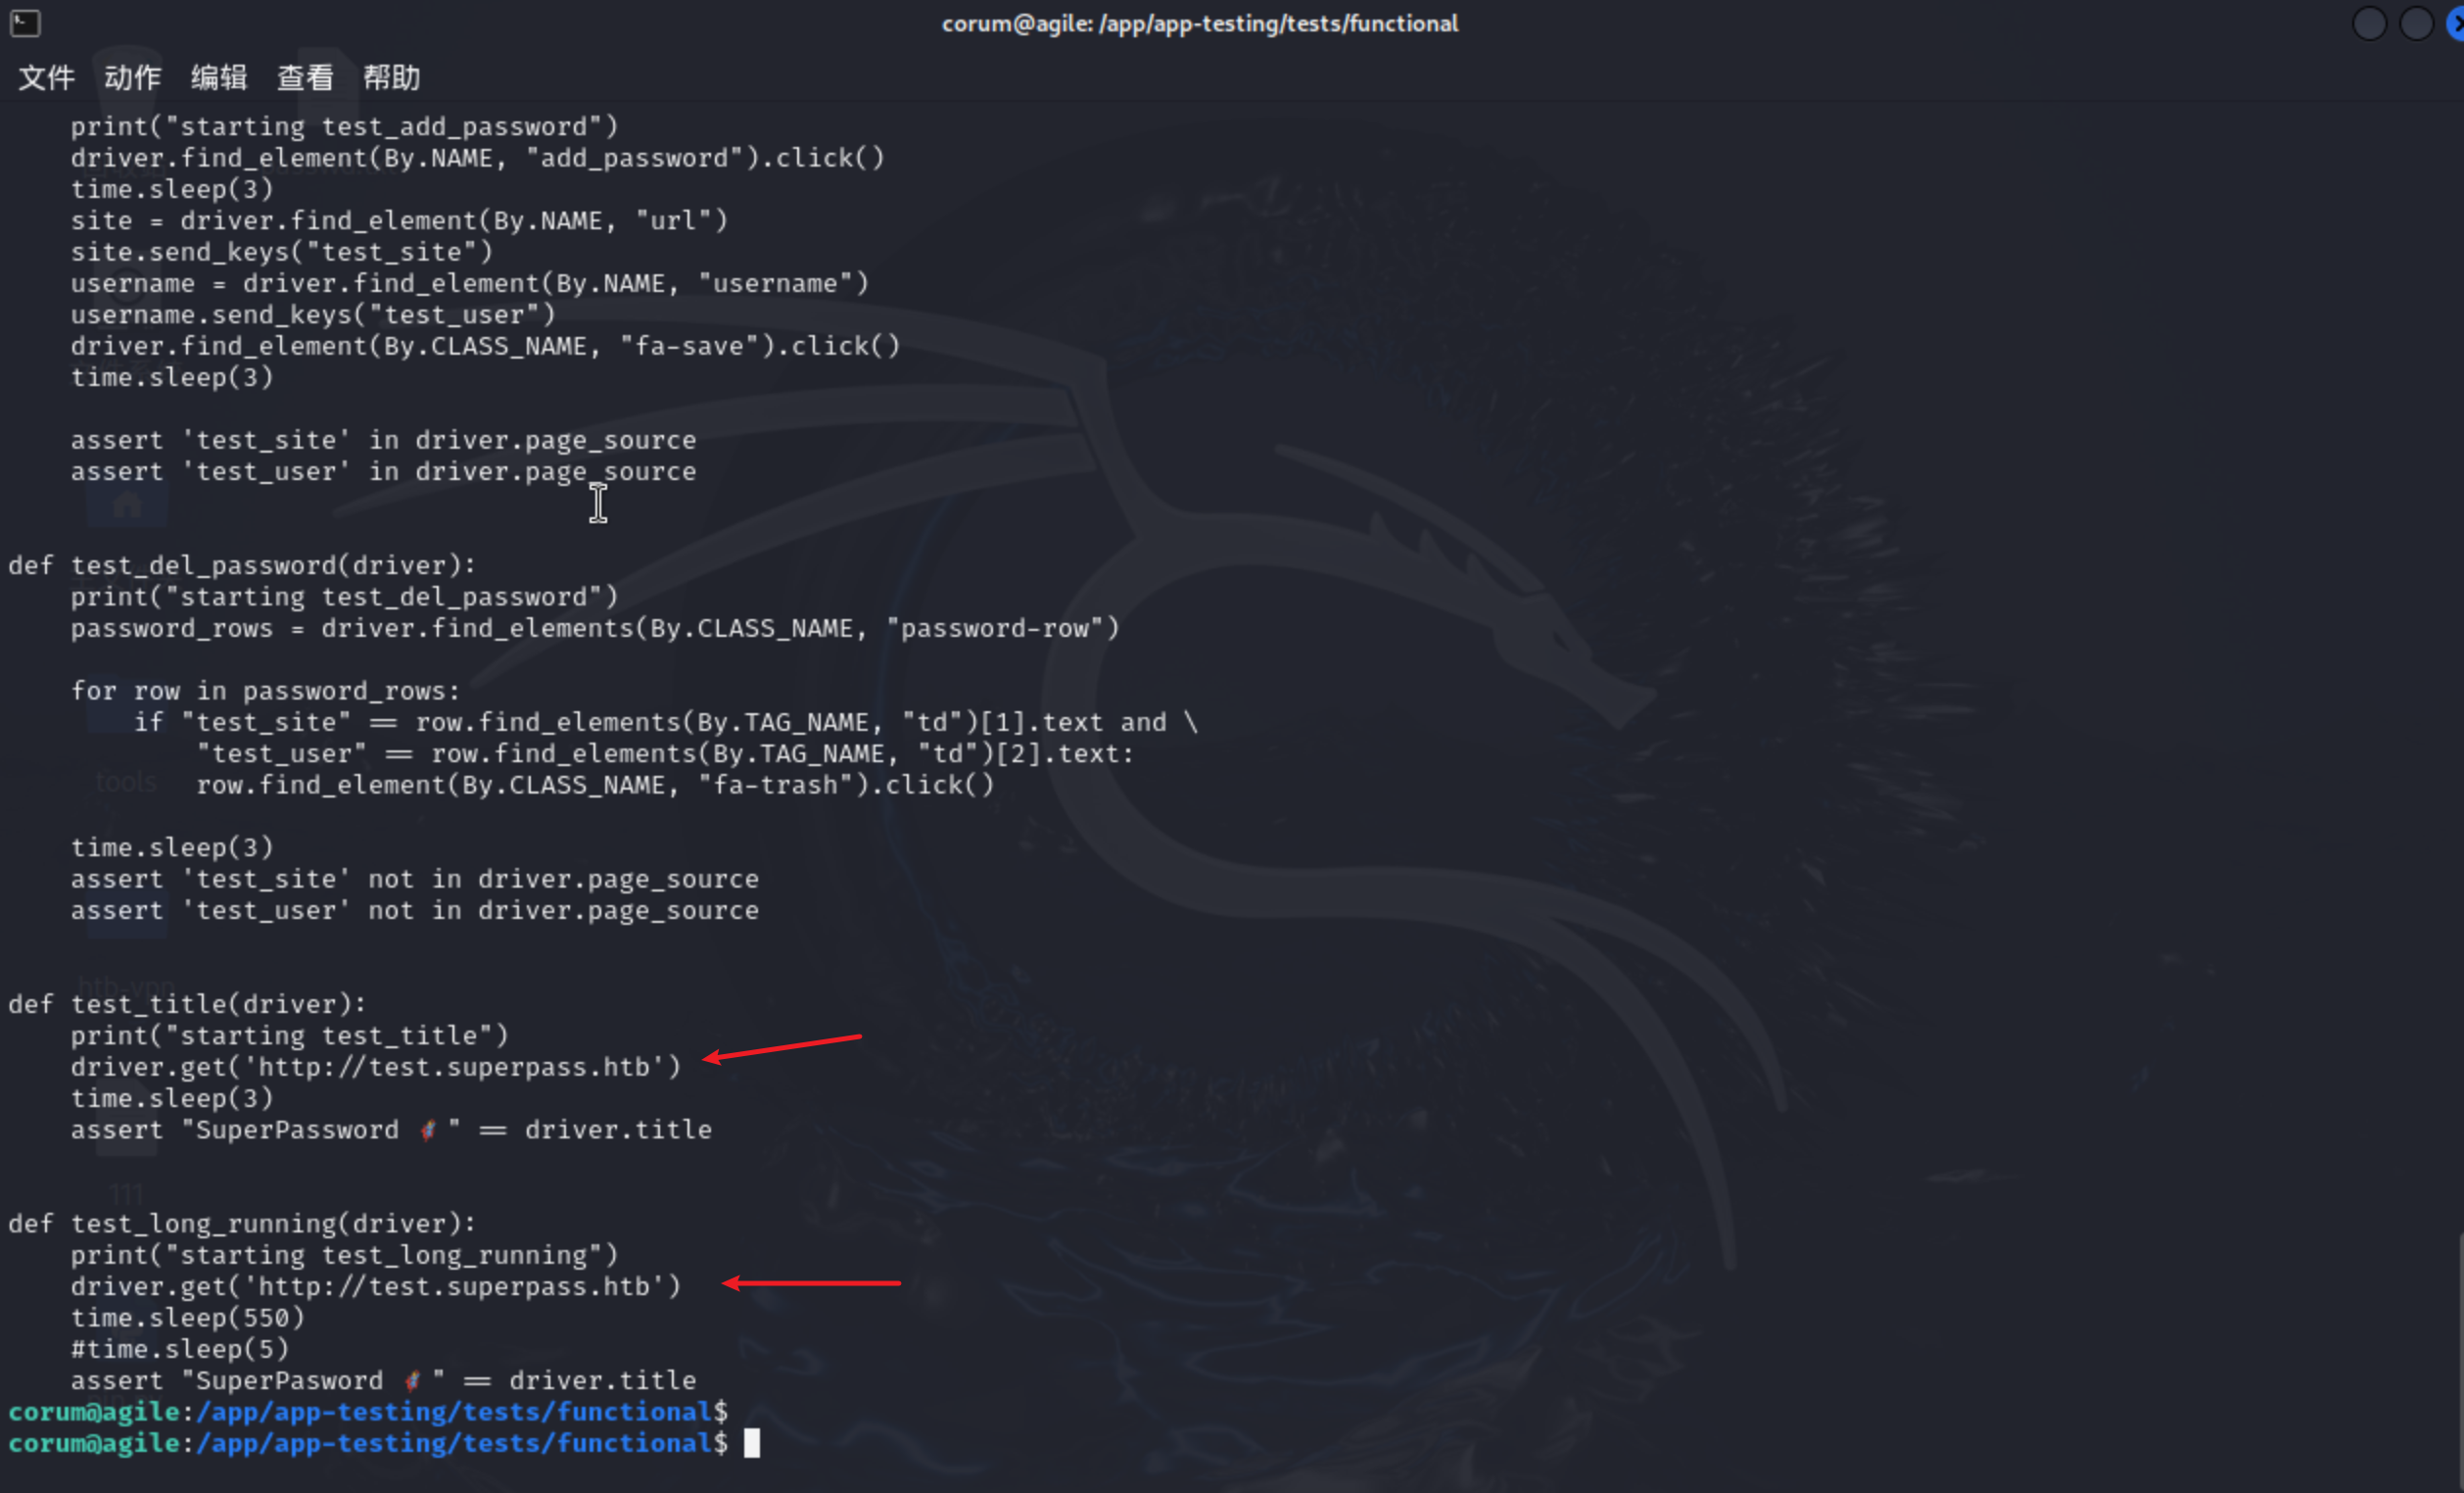 corum@agile: /app/app-testing/tests/functional
文件 动作 编辑 查看 帮助
    print("starting test_add_password")
    driver.find_element(By.NAME, "add_password").click()
    time.sleep(3)
    site = driver.find_element(By.NAME, "url")
    site.send_keys("test_site")
    username = driver.find_element(By.NAME, "username")
    username.send_keys("test_user")
    driver.find_element(By.CLASS_NAME, "fa-save").click()
    time.sleep(3)
    assert 'test_site' in driver.page_source
    assert 'test_user' in driver.page_source
def test_del_password(driver):
    print("starting test_del_password")
    password_rows = driver.find_elements(By.CLASS_NAME, "password-row")
    for row in password_rows:
        if "test_site" == row.find_elements(By.TAG_NAME, "td")[1].text and \
            "test_user" == row.find_elements(By.TAG_NAME, "td")[2].text:
            row.find_element(By.CLASS_NAME, "fa-trash").click()
tools
    time.sleep(3)
    assert 'test_site' not in driver.page_source
    assert 'test_user' not in driver.page_source
htb-vpn
def test_title(driver):
    print("starting test_title")
    driver.get('http://test.superpass.htb')
    time.sleep(3)
    assert "SuperPassword 🦸" == driver.title
111
def test_long_running(driver):
    print("starting test_long_running")
    driver.get('http://test.superpass.htb')
    time.sleep(550)
    #time.sleep(5)
    assert "SuperPasword 🦸" == driver.title
corum@agile:/app/app-testing/tests/functional$
corum@agile:/app/app-testing/tests/functional$